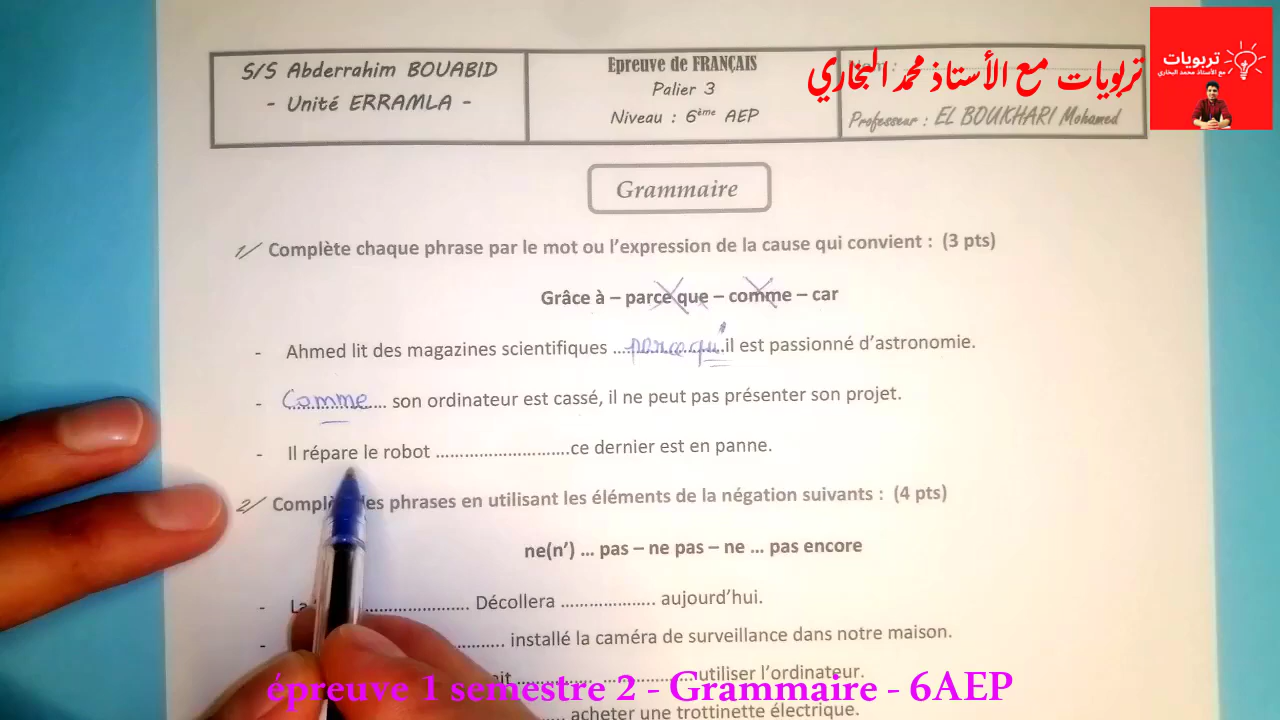 S/S Abderrahim BOUABID
- Unité ERRAMLA -
Epreuve de FRANÇAIS
Palier 3
Niveau : 6ème AEP
تربويات مع الأستاذ محمد البخاري
Professeur : EL BOUKHARI Mohamed
تربويات
مع الأستاذ محمد البخاري
Grammaire
1/ Complète chaque phrase par le mot ou l'expression de la cause qui convient : (3 pts)
Grâce à – parce que – comme – car
- Ahmed lit des magazines scientifiques ....parce qu'..il est passionné d'astronomie.
- Comme... son ordinateur est cassé, il ne peut pas présenter son projet.
- Il répare le robot ............................ce dernier est en panne.
2/ des phrases en utilisant les éléments de la négation suivants : (4 pts)
ne(n') ... pas – ne pas – ne ... pas encore
- La ...................... Décollera .................... aujourd'hui.
- ......... installé la caméra de surveillance dans notre maison.
utiliser l'ordinateur.
acheter une trottinette électrique.
épreuve 1 semestre 2 - Grammaire - 6AEP